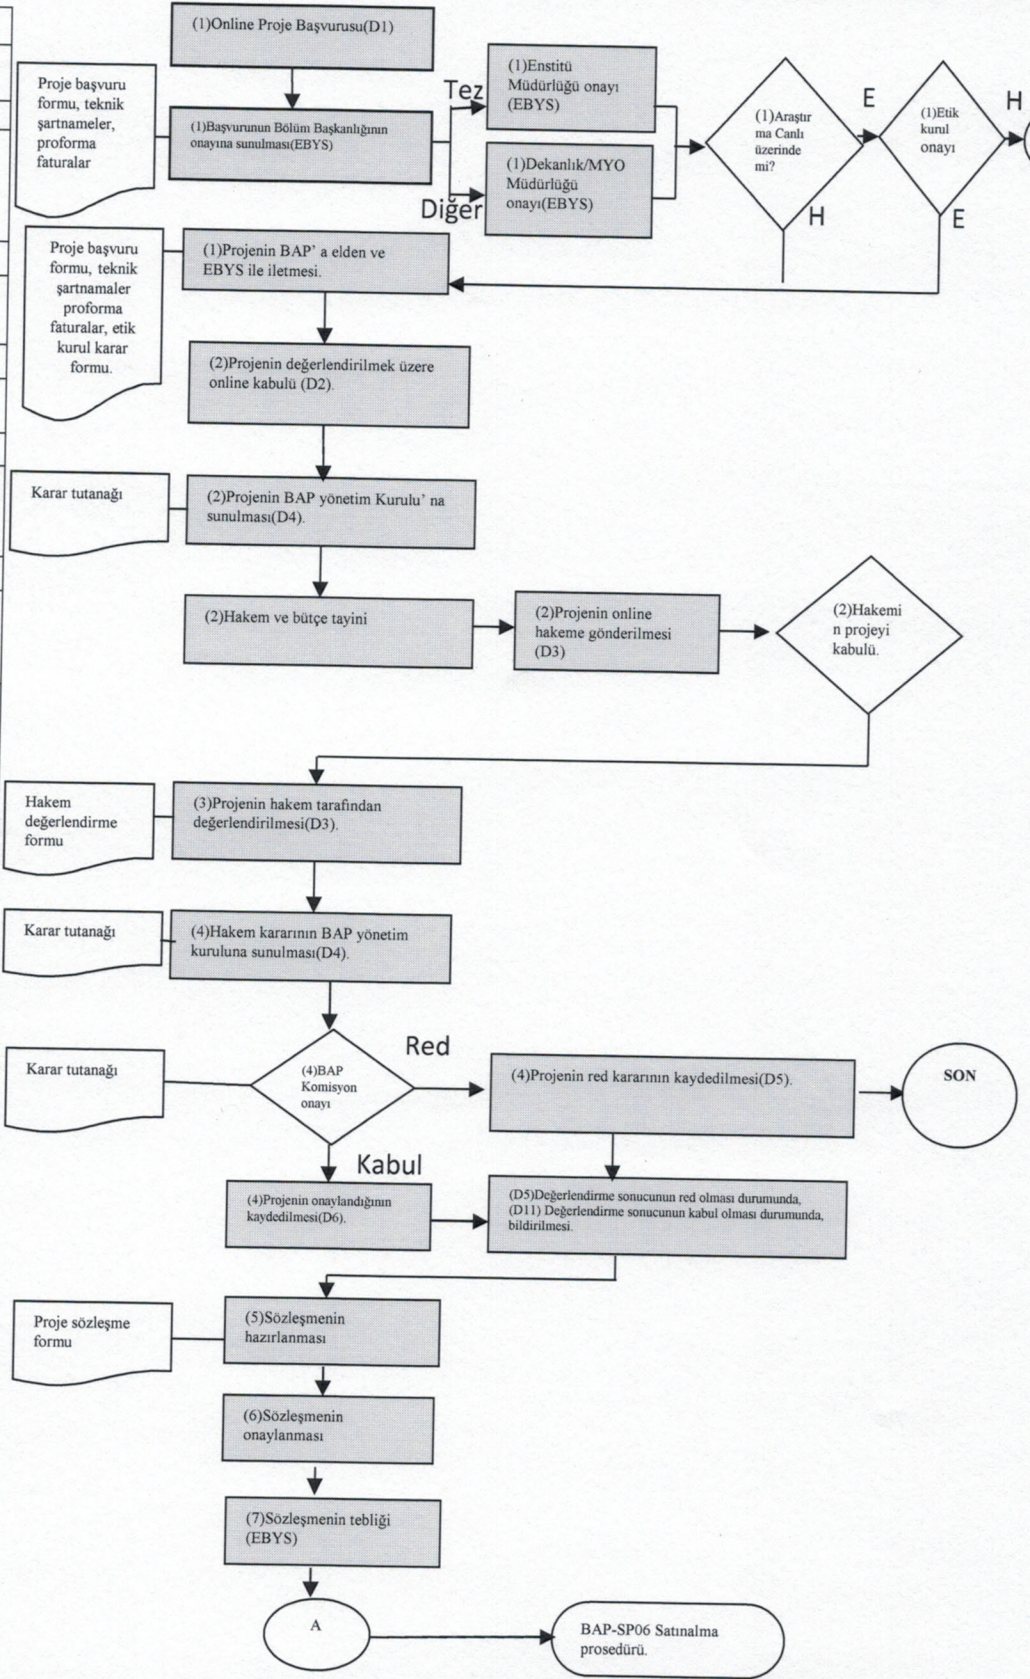 (1)Online Proje Başvurusu(D1)
Proje başvuru
formu, teknik
şartnameler,
proforma
faturalar
(1)Başvurunun Bölüm Başkanlığının
onayına sunulması(EBYS)
Tez
Diğer
(1)Enstitü
Müdürlüğü onayı
(EBYS)
(1)Dekanlık/MYO
Müdürlüğü
onayı(EBYS)
(1)Araştır
ma Canlı
üzerinde
mi?
E
H
(1)Etik
kurul
onayı
H
E
Proje başvuru
formu, teknik
şartnamaler
proforma
faturalar, etik
kurul karar
formu.
(1)Projenin BAP' a elden ve
EBYS ile iletmesi.
(2)Projenin değerlendirilmek üzere
online kabulü (D2).
Karar tutanağı
(2)Projenin BAP yönetim Kurulu' na
sunulması(D4).
(2)Hakem ve bütçe tayini
(2)Projenin online
hakeme gönderilmesi
(D3)
(2)Hakemi
n projeyi
kabulü.
Hakem
değerlendirme
formu
(3)Projenin hakem tarafından
değerlendirilmesi(D3).
Karar tutanağı
(4)Hakem kararının BAP yönetim
kuruluna sunulması(D4).
Karar tutanağı
(4)BAP
Komisyon
onayı
Red
(4)Projenin red kararının kaydedilmesi(D5).
SON
Kabul
(4)Projenin onaylandığının
kaydedilmesi(D6).
(D5)Değerlendirme sonucunun red olması durumunda,
(D11) Değerlendirme sonucunun kabul olması durumunda,
bildirilmesi.
Proje sözleşme
formu
(5)Sözleşmenin
hazırlanması
(6)Sözleşmenin
onaylanması
(7)Sözleşmenin tebliği
(EBYS)
A
BAP-SP06 Satınalma
prosedürü.